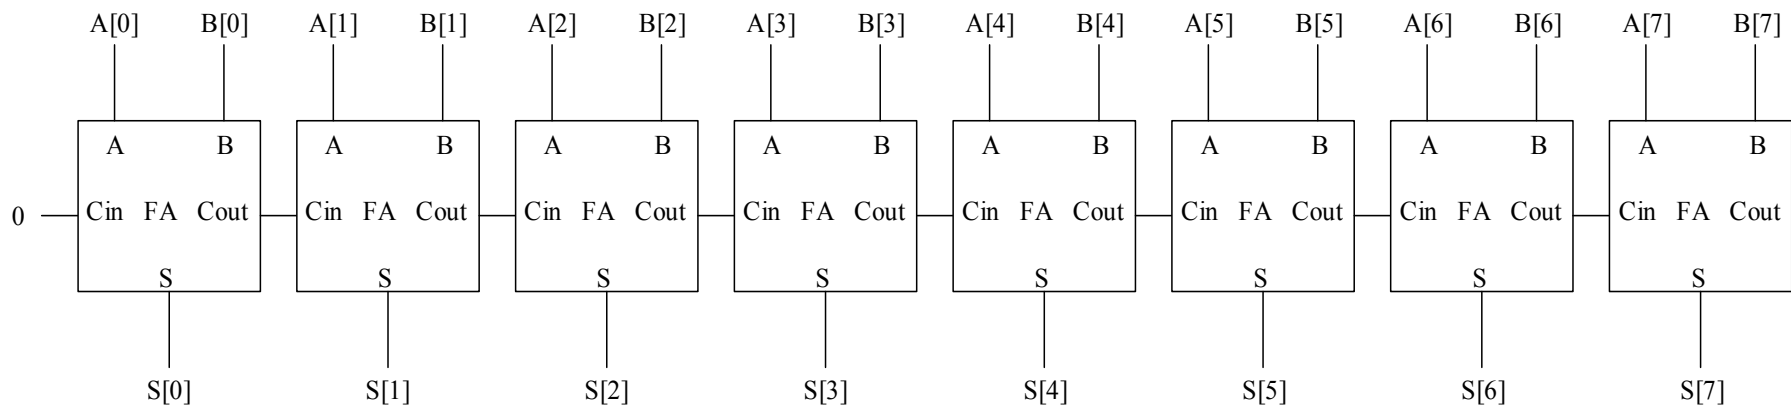 A[0] B[0] A[1] B[1] A[2] B[2] A[3] B[3] A[4] B[4] A[5] B[5] A[6] B[6] A[7] B[7]
A B A B A B A B A B A B A B A B
0 Cin FA Cout Cin FA Cout Cin FA Cout Cin FA Cout Cin FA Cout Cin FA Cout Cin FA Cout Cin FA Cout
S S S S S S S S
S[0] S[1] S[2] S[3] S[4] S[5] S[6] S[7]